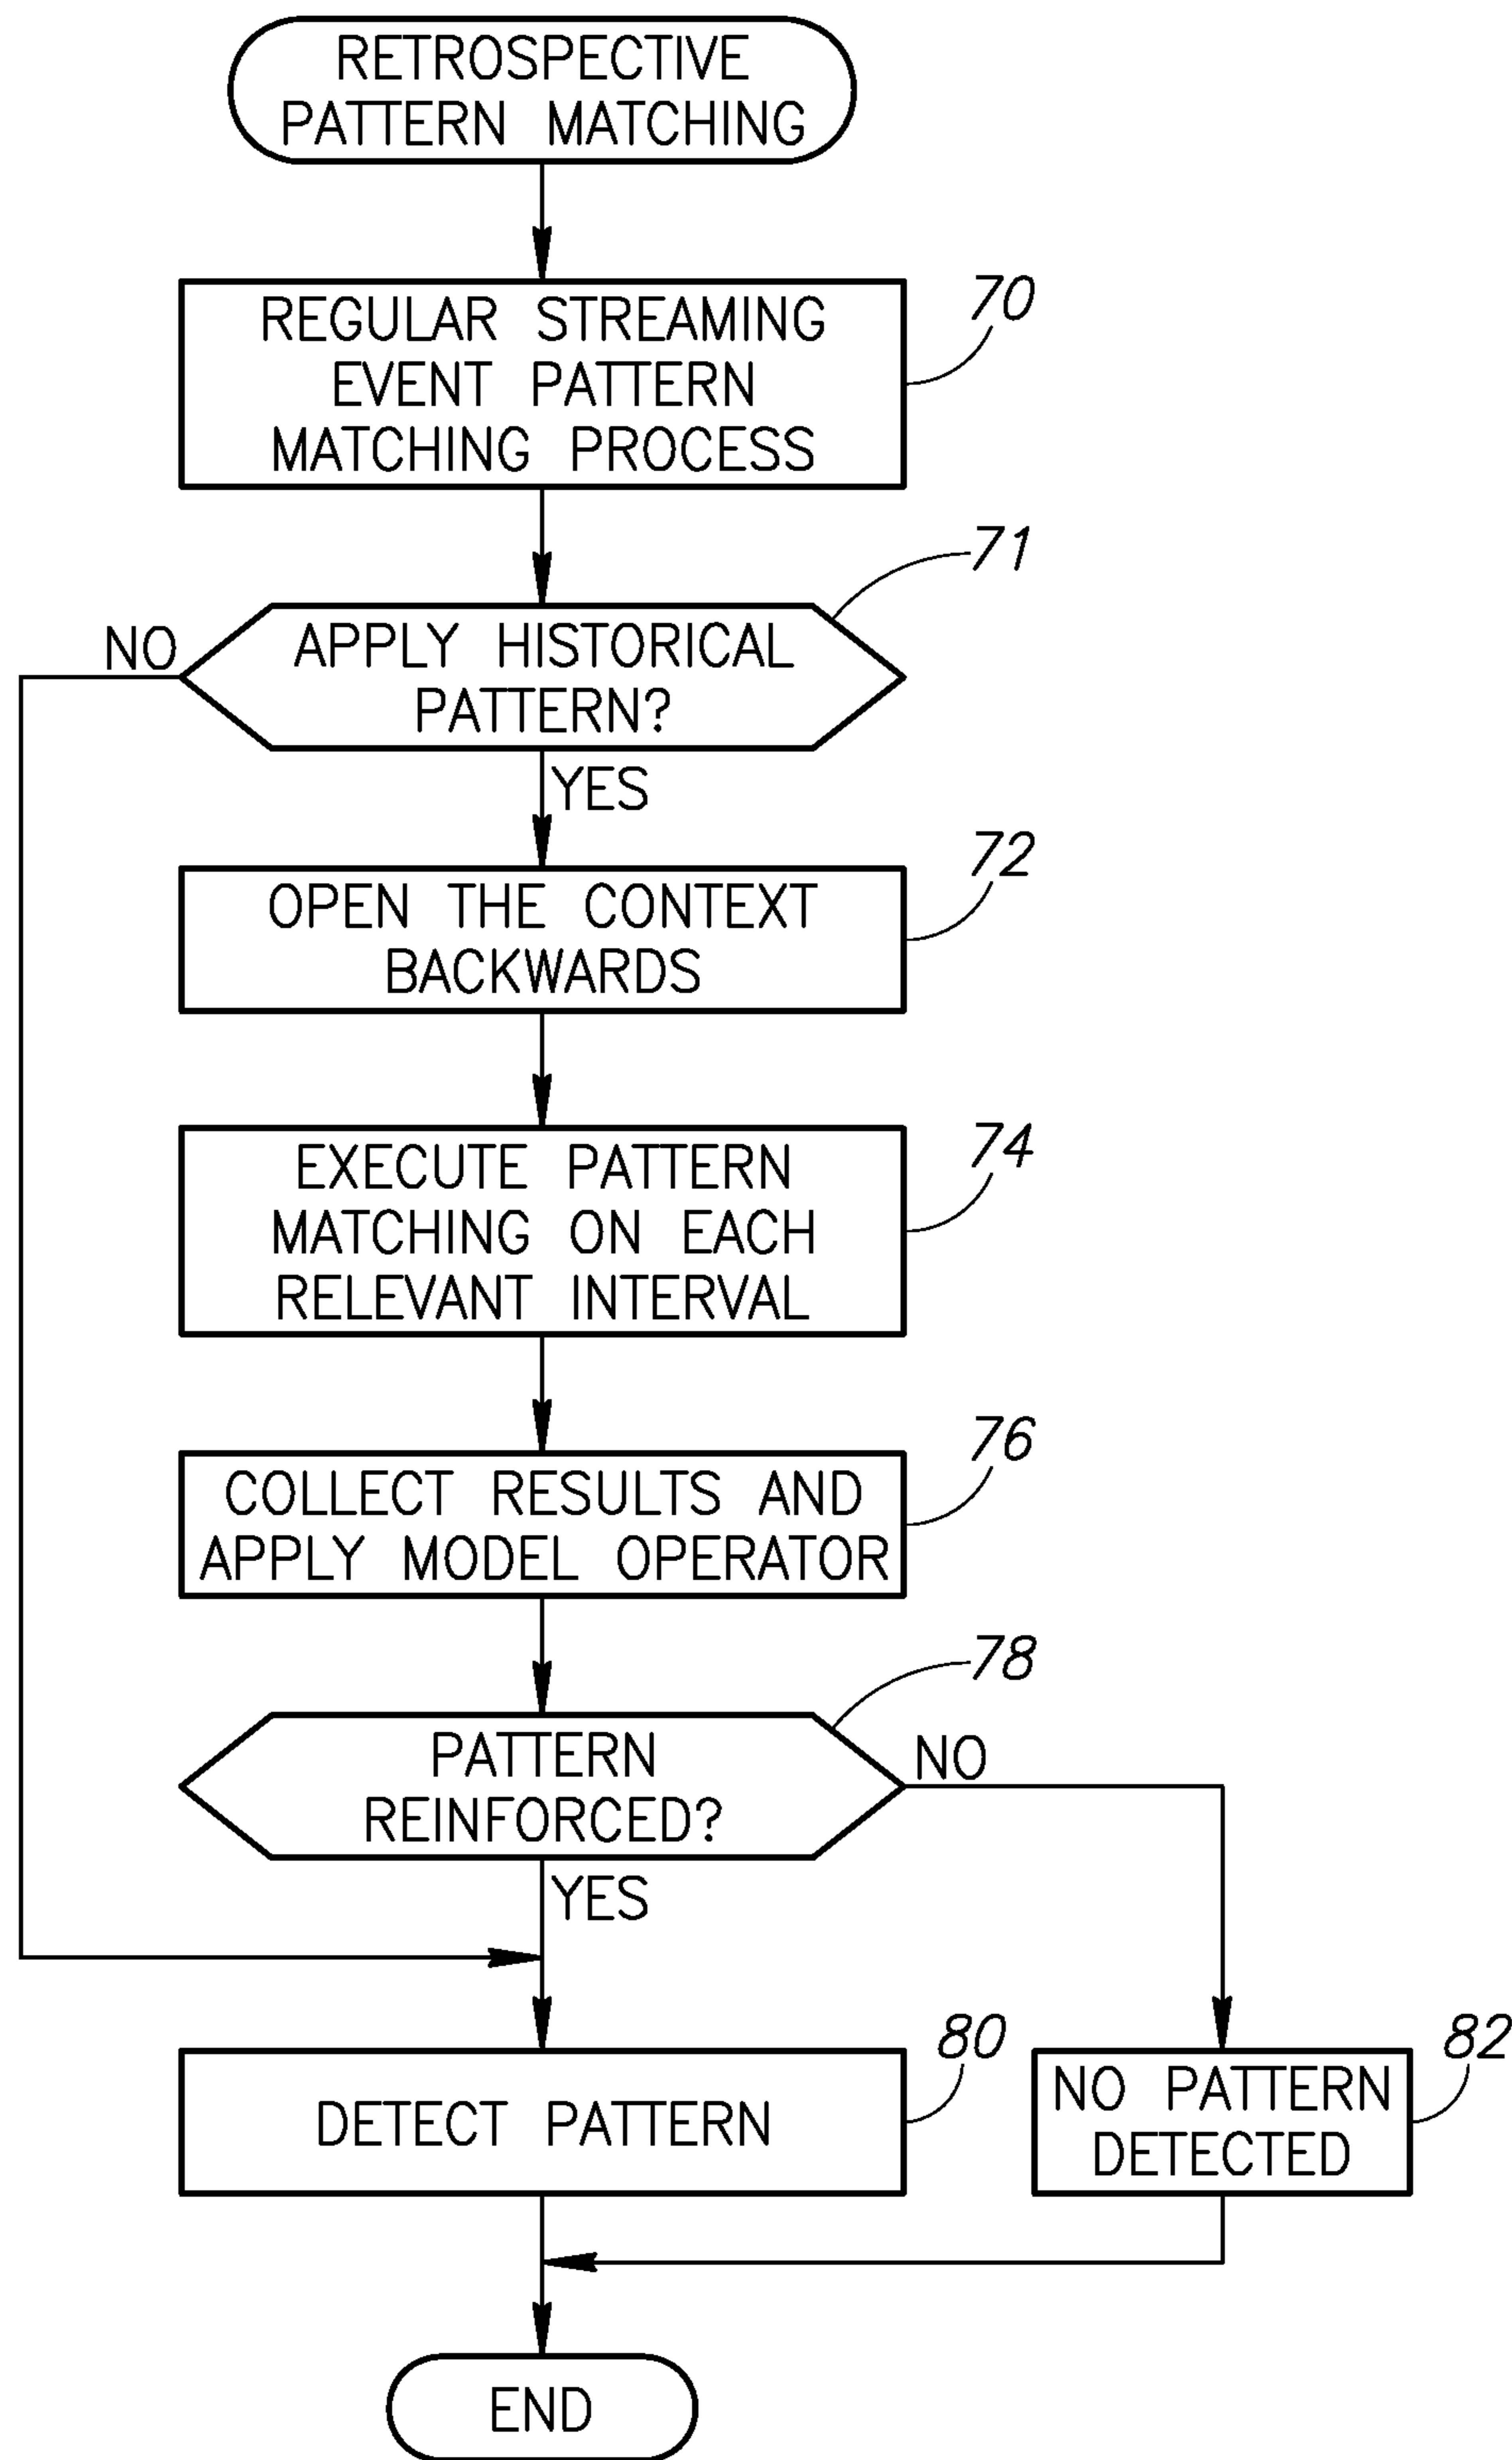 RETROSPECTIVE
PATTERN MATCHING
REGULAR STREAMING
EVENT PATTERN
MATCHING PROCESS
70
71
APPLY HISTORICAL
PATTERN?
NO
YES
72
OPEN THE CONTEXT
BACKWARDS
74
EXECUTE PATTERN
MATCHING ON EACH
RELEVANT INTERVAL
76
COLLECT RESULTS AND
APPLY MODEL OPERATOR
78
PATTERN
REINFORCED?
NO
YES
80
DETECT PATTERN
82
NO PATTERN
DETECTED
END